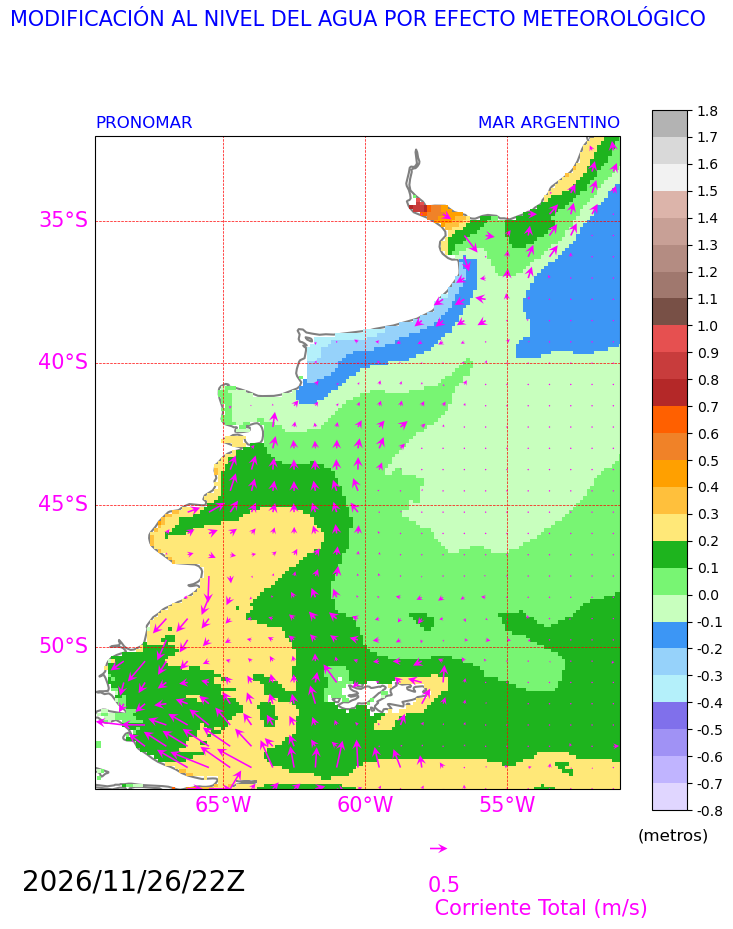 MODIFICACIÓN AL NIVEL DEL AGUA POR EFECTO METEOROLÓGICO
PRONOMAR
MAR ARGENTINO
35°S
40°S
45°S
50°S
65°W
60°W
55°W
1.8
1.7
1.6
1.5
1.4
1.3
1.2
1.1
1.0
0.9
0.8
0.7
0.6
0.5
0.4
0.3
0.2
0.1
0.0
-0.1
-0.2
-0.3
-0.4
-0.5
-0.6
-0.7
-0.8
(metros)
2026/11/26/22Z
0.5
Corriente Total (m/s)